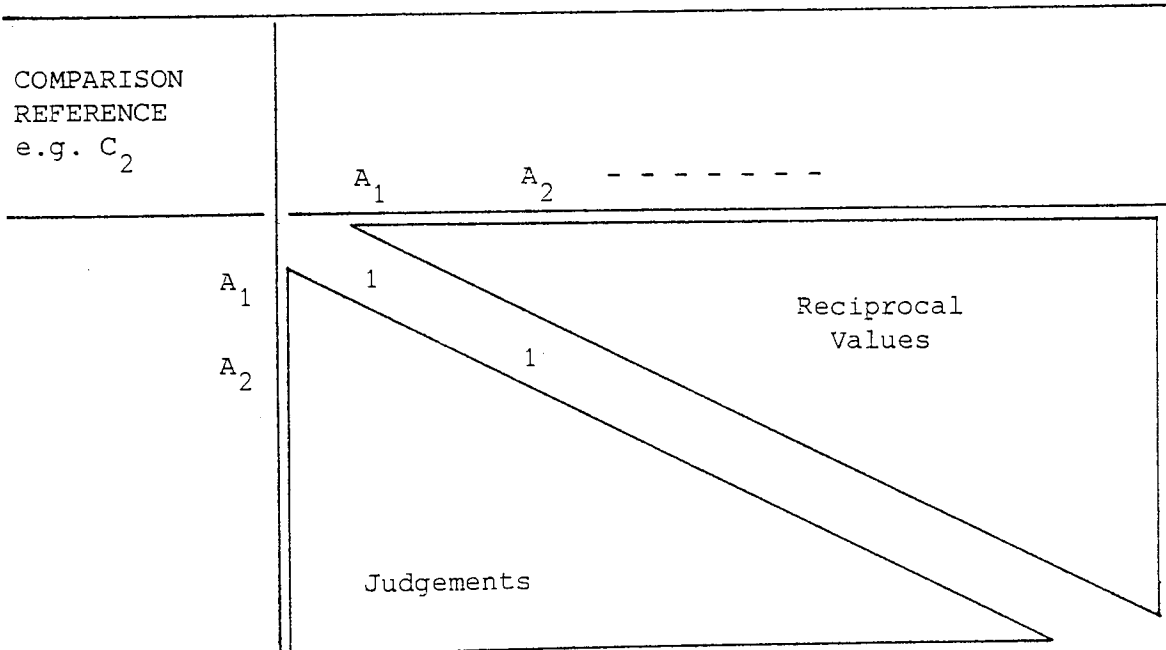 COMPARISON
REFERENCE
e.g. C₂
A₁ A₂ - - - - - - -
A₁ 1
Reciprocal
Values
A₂ 1
Judgements